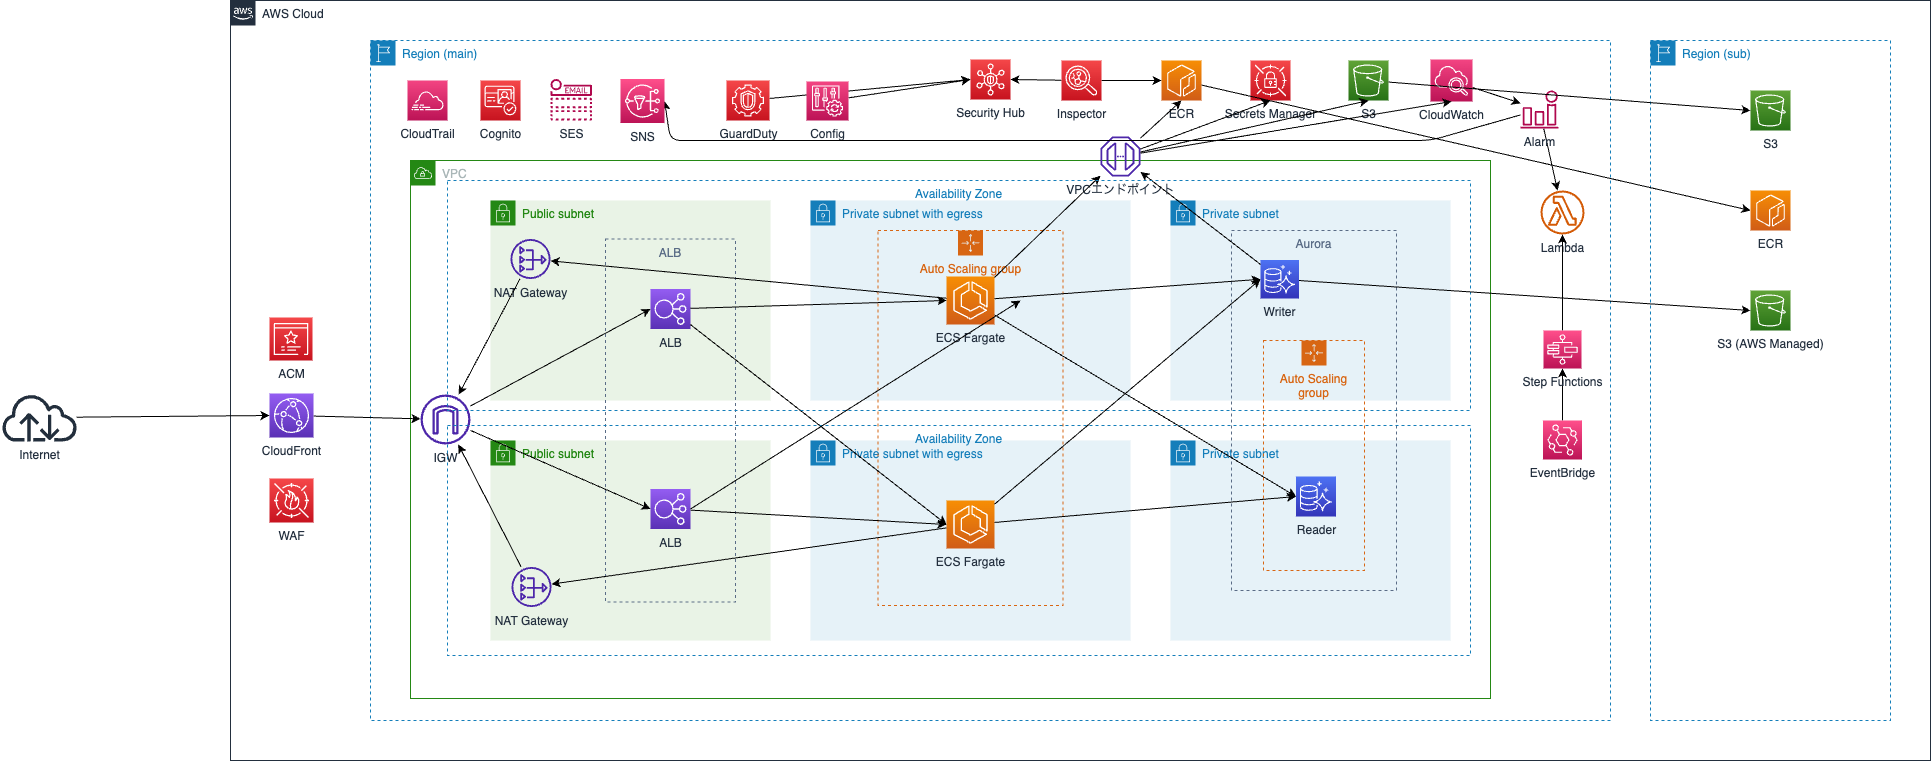 aws
AWS Cloud
Region (main)
Region (sub)
CloudTrail
Cognito
EMAIL
SES
SNS
GuardDuty
Config
Security Hub
Inspector
ECR
Secrets Manager
S3
CloudWatch
Alarm
S3
VPC
VPCエンドポイント
Availability Zone
Public subnet
Private subnet with egress
Private subnet
ECR
Lambda
NAT Gateway
ALB
ALB
Auto Scaling group
ECS Fargate
Aurora
Writer
S3 (AWS Managed)
Auto Scaling
group
Step Functions
ACM
CloudFront
Internet
WAF
IGW
Availability Zone
Public subnet
Private subnet with egress
Private subnet
EventBridge
ALB
ECS Fargate
Reader
NAT Gateway